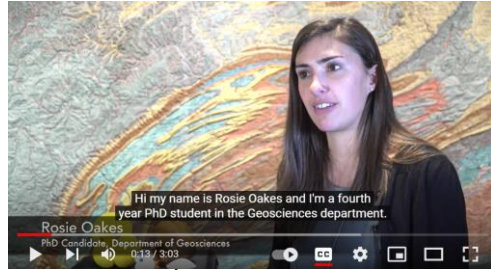 Hi my name is Rosie Oakes and I'm a fourth
year PhD student in the Geosciences department.
Rosie Oakes
PhD Candidate, Department of Geosciences
0:13 / 3:03
CC